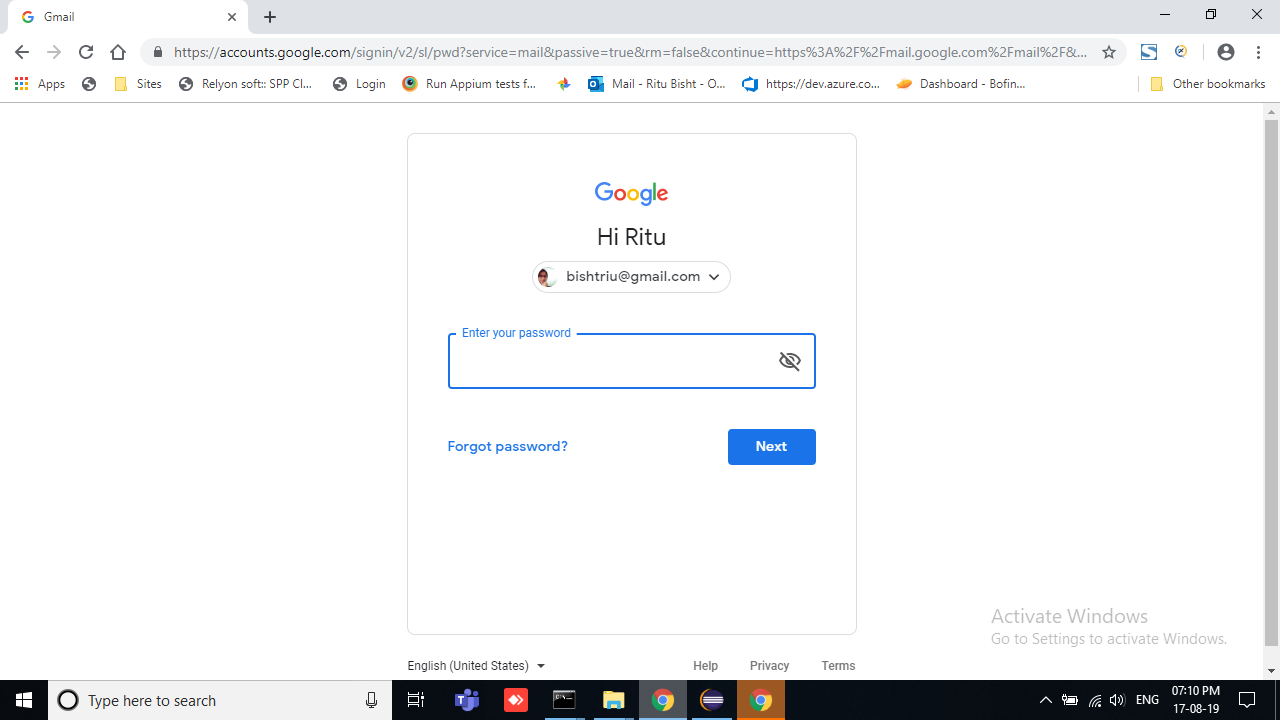 Gmail
https://accounts.google.com/signin/v2/sl/pwd?service=mail&passive=true&rm=false&continue=https%3A%2F%2Fmail.google.com%2Fmail%2F&...
Apps Sites Relyon soft:: SPP Cl... Login Run Appium tests f... Mail - Ritu Bisht - O... https://dev.azure.co... Dashboard - Bofin... Other bookmarks
Google
Hi Ritu
bishtriu@gmail.com
Enter your password
Forgot password? Next
Activate Windows
Go to Settings to activate Windows.
English (United States) Help Privacy Terms
Type here to search ENG 07:10 PM
17-08-19